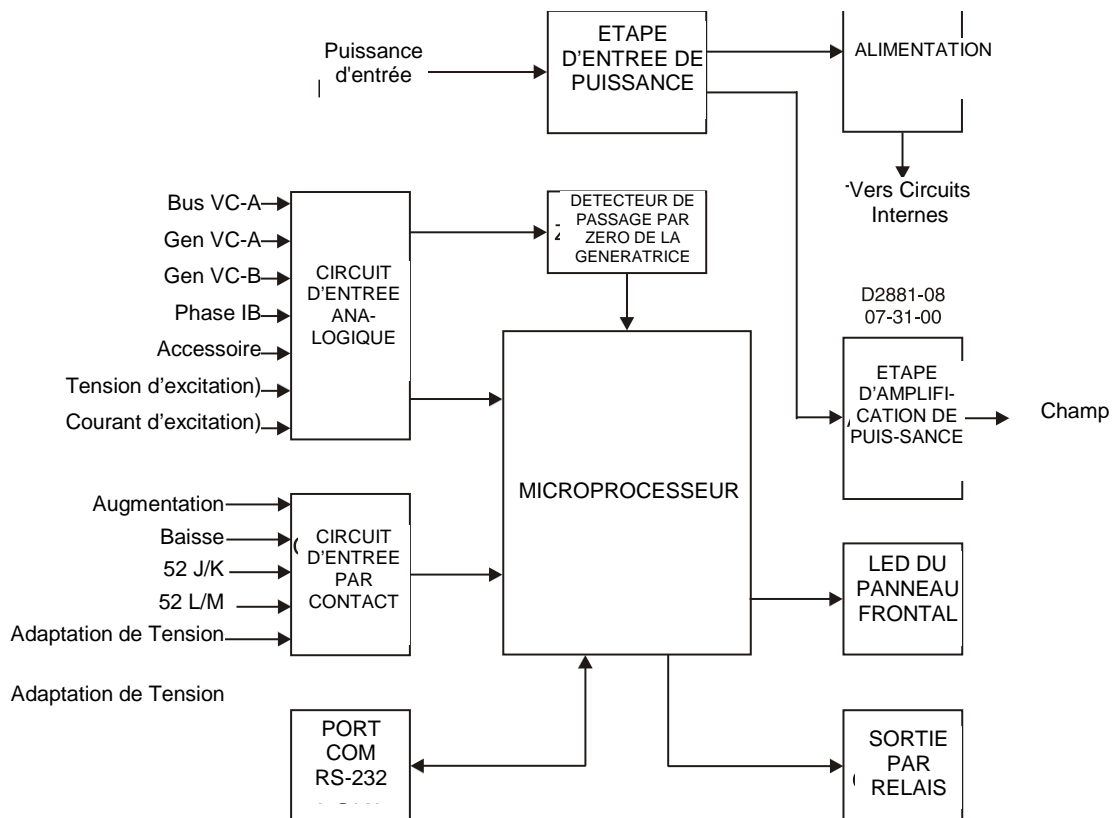 Puissance
d'entrée
ETAPE
D'ENTREE DE
PUISSANCE
ALIMENTATION
Vers Circuits
Internes
Bus VC-A
Gen VC-A
Gen VC-B
Phase IB
Accessoire
Tension d'excitation)
Courant d'excitation)
CIRCUIT
D'ENTREE
ANA-
LOGIQUE
DETECTEUR DE
PASSAGE PAR
ZERO DE LA
GENERATRICE
D2881-08
07-31-00
ETAPE
D'AMPLIFI-
CATION DE
PUIS-SANCE
Champ
MICROPROCESSEUR
Augmentation
Baisse
52 J/K
52 L/M
Adaptation de Tension
CIRCUIT
D'ENTREE
PAR
CONTACT
LED DU
PANNEAU
FRONTAL
Adaptation de Tension
PORT
COM
RS-232
SORTIE
PAR
RELAIS